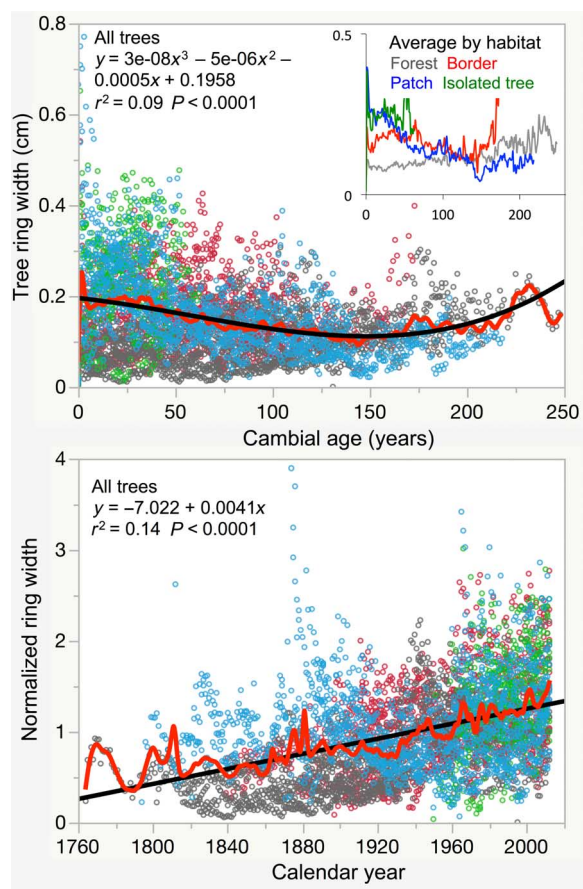 0.8
0.6
0.4
0.2
0
Tree ring width (cm)
All trees
y = 3e-08x³ – 5e-06x² –
0.0005x + 0.1958
r² = 0.09 P < 0.0001
0.5
0
Average by habitat
Forest Border
Patch Isolated tree
0 100 200
0 50 100 150 200 250
Cambial age (years)
4
3
2
1
0
Normalized ring width
All trees
y = –7.022 + 0.0041x
r² = 0.14 P < 0.0001
1760 1800 1840 1880 1920 1960 2000
Calendar year